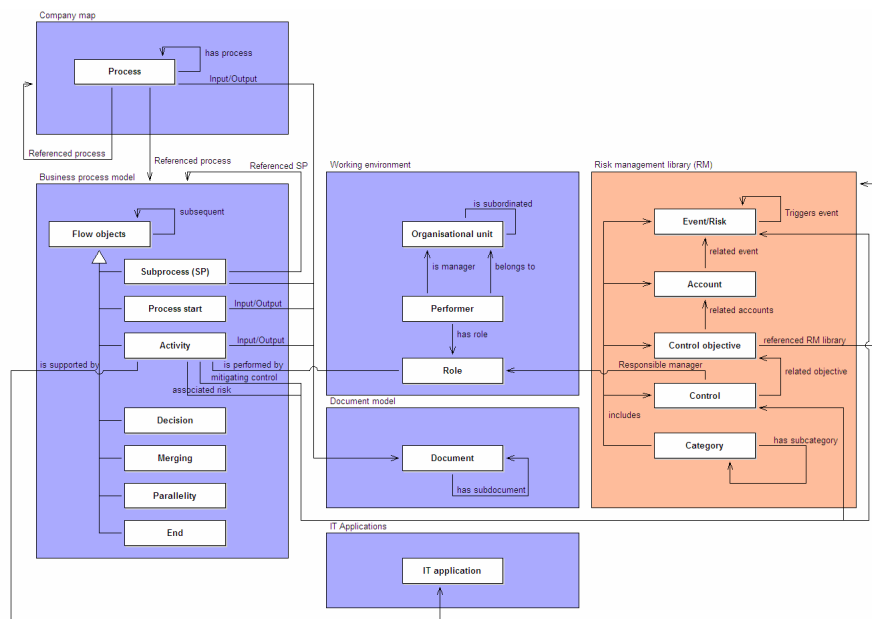 Company map
has process
Process
Input/Output
Referenced process
Referenced process
Referenced SP
Business process model
subsequent
Flow objects
Subprocess (SP)
Process start
Input/Output
Activity
Input/Output
is supported by
is performed by
mitigating control
associated risk
Decision
Merging
Parallelity
End
Working environment
is subordinated
Organisational unit
is manager
belongs to
Performer
has role
Role
Responsible manager
Document model
Document
has subdocument
IT Applications
IT application
Risk management library (RM)
Event/Risk
Triggers event
related event
Account
related accounts
Control objective
referenced RM library
related objective
Control
includes
Category
has subcategory